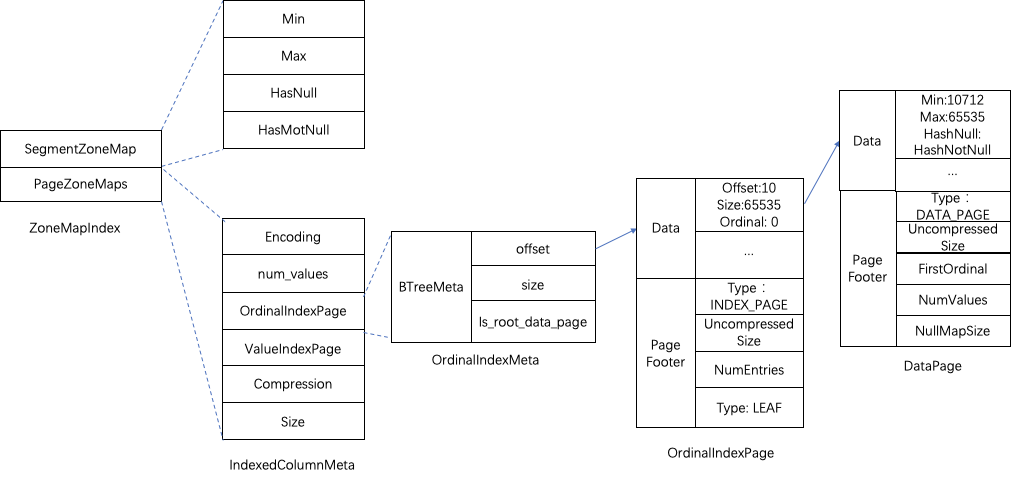 Min
Max
HasNull
HasMotNull
SegmentZoneMap
PageZoneMaps
ZoneMapIndex
Encoding
num_values
OrdinalIndexPage
ValueIndexPage
Compression
Size
IndexedColumnMeta
BTreeMeta
offset
size
Is_root_data_page
OrdinalIndexMeta
Data
Offset:10
Size:65535
Ordinal: 0
...
Page
Footer
Type：
INDEX_PAGE
Uncompressed
Size
NumEntries
Type: LEAF
OrdinalIndexPage
Data
Min:10712
Max:65535
HashNull:
HashNotNull
...
Page
Footer
Type：
DATA_PAGE
Uncompressed
Size
FirstOrdinal
NumValues
NullMapSize
DataPage